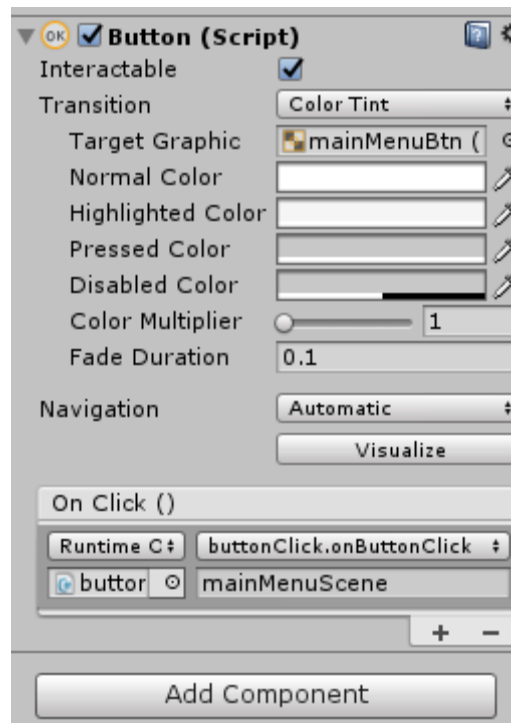 OK Button (Script)
Interactable
Transition Color Tint
Target Graphic mainMenuBtn (
Normal Color
Highlighted Color
Pressed Color
Disabled Color
Color Multiplier 1
Fade Duration 0.1
Navigation Automatic
Visualize
On Click ()
Runtime O buttonClick.onButtonClick
buttor mainMenuScene
+ −
Add Component